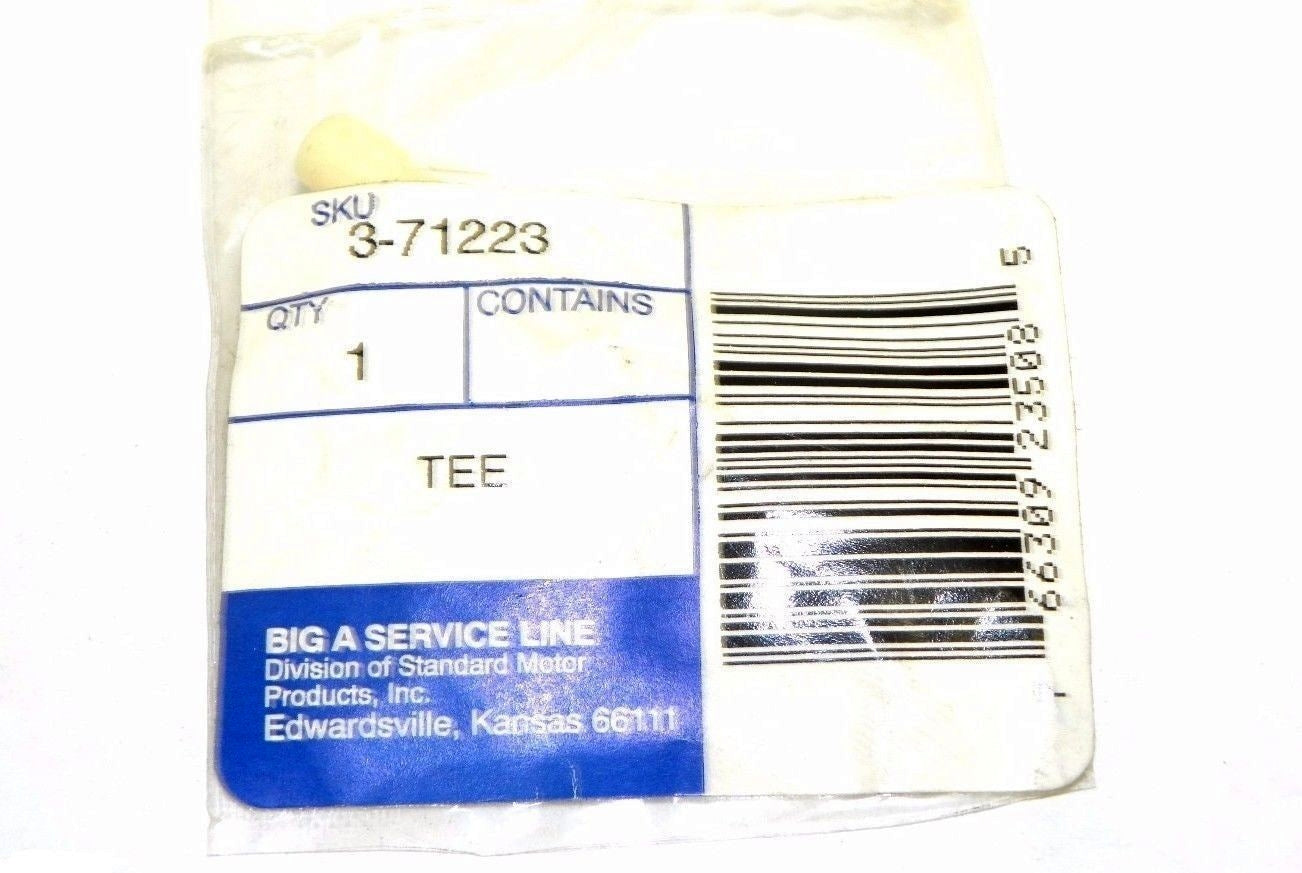 SKU
3-71223
QTY
1
CONTAINS
TEE
BIG A SERVICE LINE
Division of Standard Motor
Products, Inc.
Edwardsville, Kansas 66111
66309 23508 5